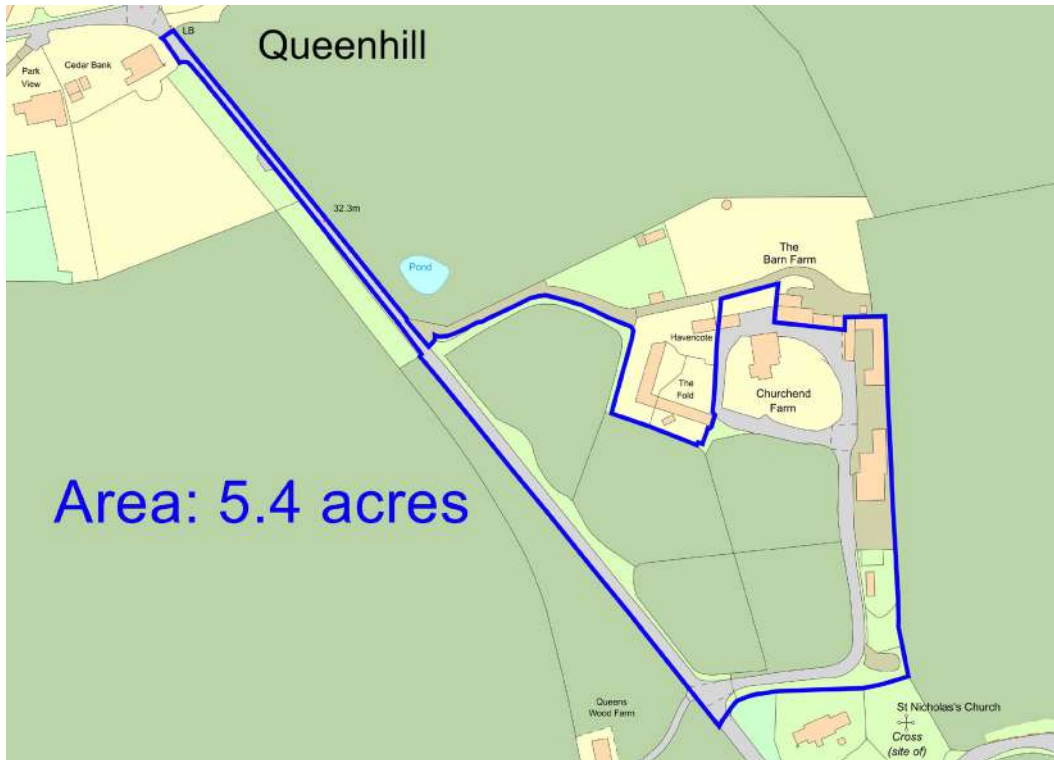 LB
Queenhill
Cedar Bank
Park
View
32.3m
Pond
The
Barn Farm
Havencote
The
Fold
Churchend
Farm
Area: 5.4 acres
Queens
Wood Farm
St Nicholas's Church
Cross
(site of)